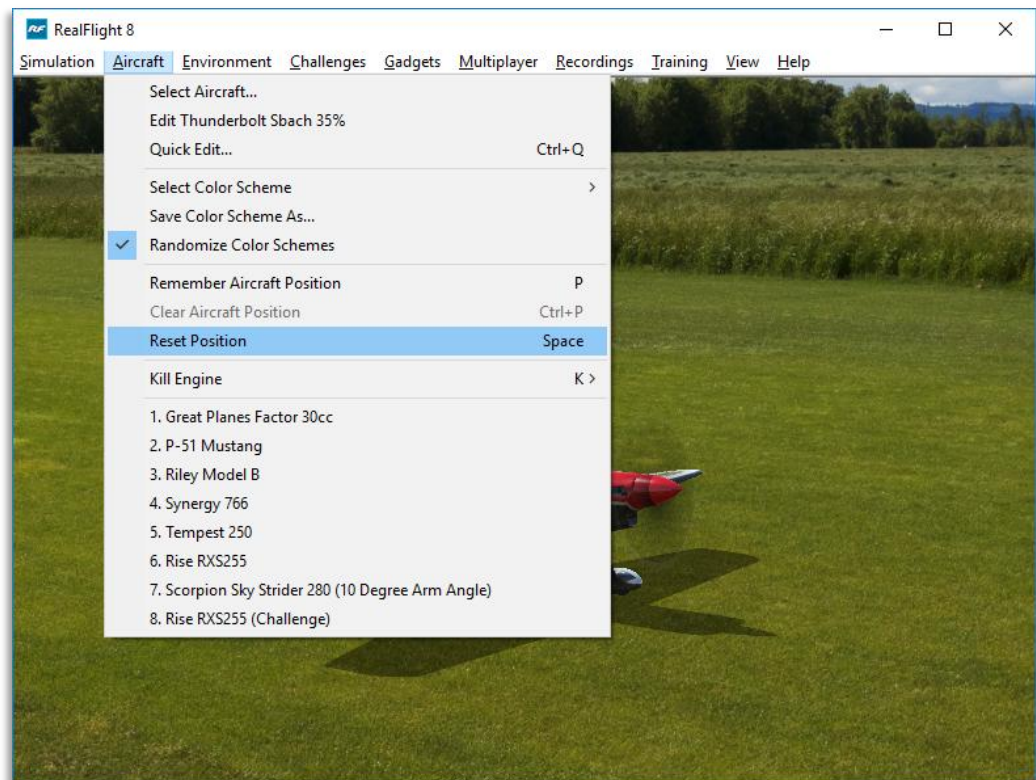 RF RealFlight 8
Simulation Aircraft Environment Challenges Gadgets Multiplayer Recordings Training View Help
Select Aircraft...
Edit Thunderbolt Sbach 35%
Quick Edit... Ctrl+Q
Select Color Scheme
Save Color Scheme As...
Randomize Color Schemes
Remember Aircraft Position P
Clear Aircraft Position Ctrl+P
Reset Position Space
Kill Engine K
1. Great Planes Factor 30cc
2. P-51 Mustang
3. Riley Model B
4. Synergy 766
5. Tempest 250
6. Rise RXS255
7. Scorpion Sky Strider 280 (10 Degree Arm Angle)
8. Rise RXS255 (Challenge)